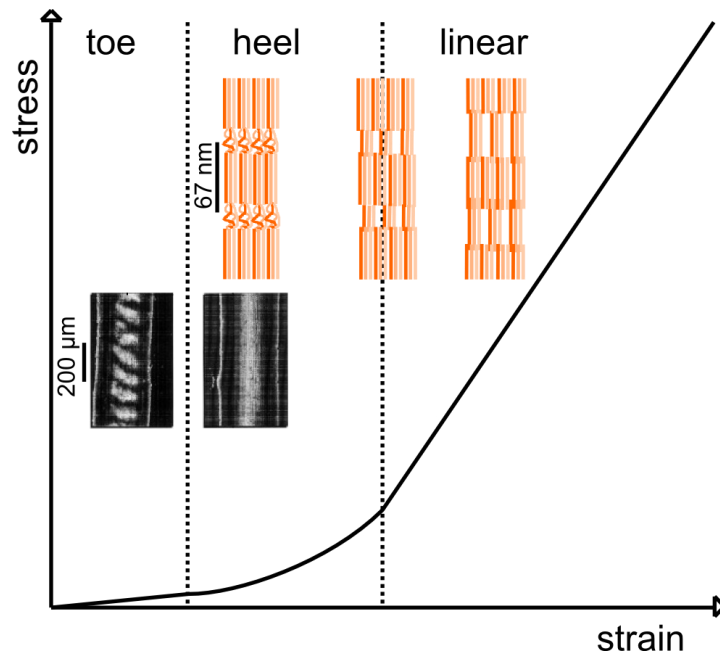 toe
heel
linear
stress
67 nm
200 µm
strain